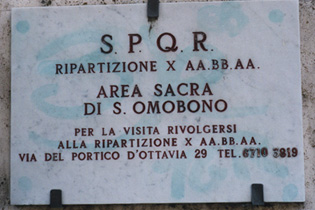 S.P.Q.R.
RIPARTIZIONE X AA.BB.AA.
AREA SACRA
DI S. OMOBONO
PER LA VISITA RIVOLGERSI
ALLA RIPARTIZIONE X AA.BB.AA.
VIA DEL PORTICO D'OTTAVIA 29 TEL.